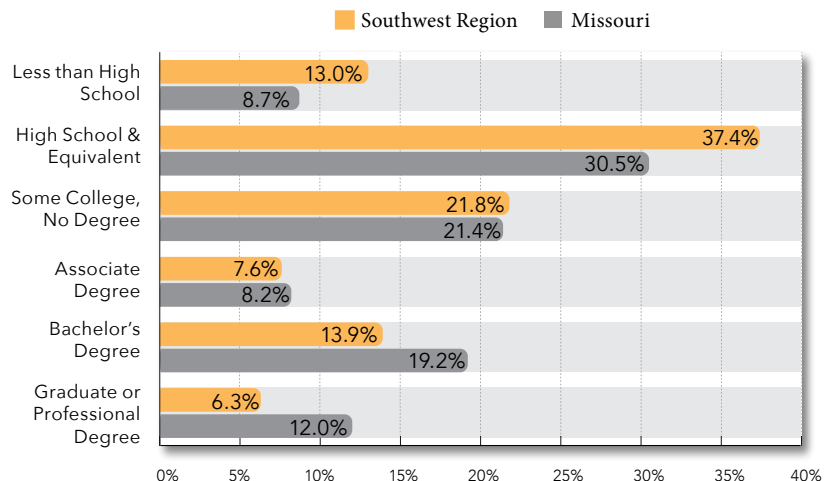 Southwest Region Missouri
Less than High
School
13.0%
8.7%
High School &
Equivalent
37.4%
30.5%
Some College,
No Degree
21.8%
21.4%
Associate
Degree
7.6%
8.2%
Bachelor’s
Degree
13.9%
19.2%
Graduate or
Professional
Degree
6.3%
12.0%
0% 5% 10% 15% 20% 25% 30% 35% 40%